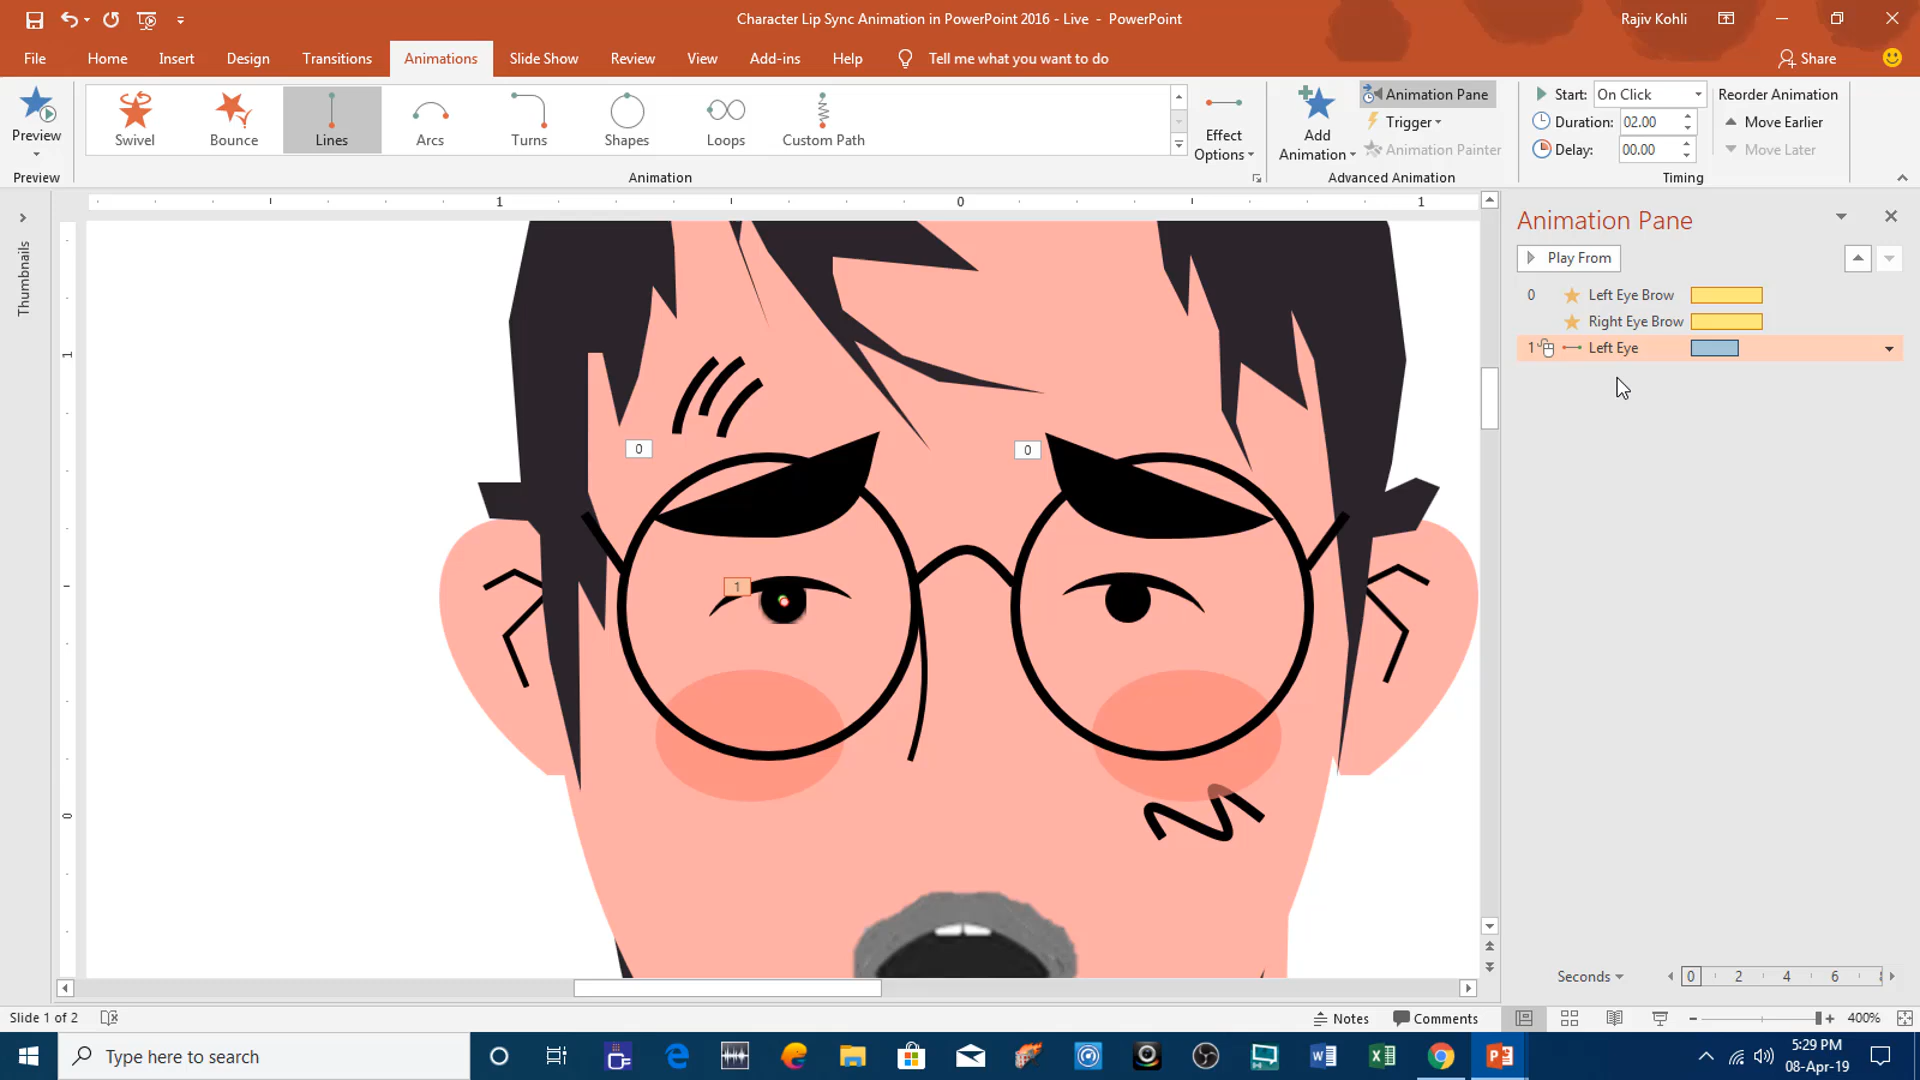 Character Lip Sync Animation in PowerPoint 2016 - Live - PowerPoint
Rajiv Kohli
File Home Insert Design Transitions Animations Slide Show Review View Add-ins Help Tell me what you want to do Share
Preview
Swivel Bounce Lines Arcs Turns Shapes Loops Custom Path
Effect Options
Add Animation
Animation Pane
Trigger
Animation Painter
Start: On Click
Duration: 02.00
Delay: 00.00
Reorder Animation
Move Earlier
Move Later
Preview Animation Advanced Animation Timing
1 0 1
Thumbnails
1
0
0 0
1
Animation Pane
Play From
0 Left Eye Brow
Right Eye Brow
1 Left Eye
Seconds 0 2 4 6
Slide 1 of 2
Notes Comments 400%
Type here to search
5:29 PM
08-Apr-19